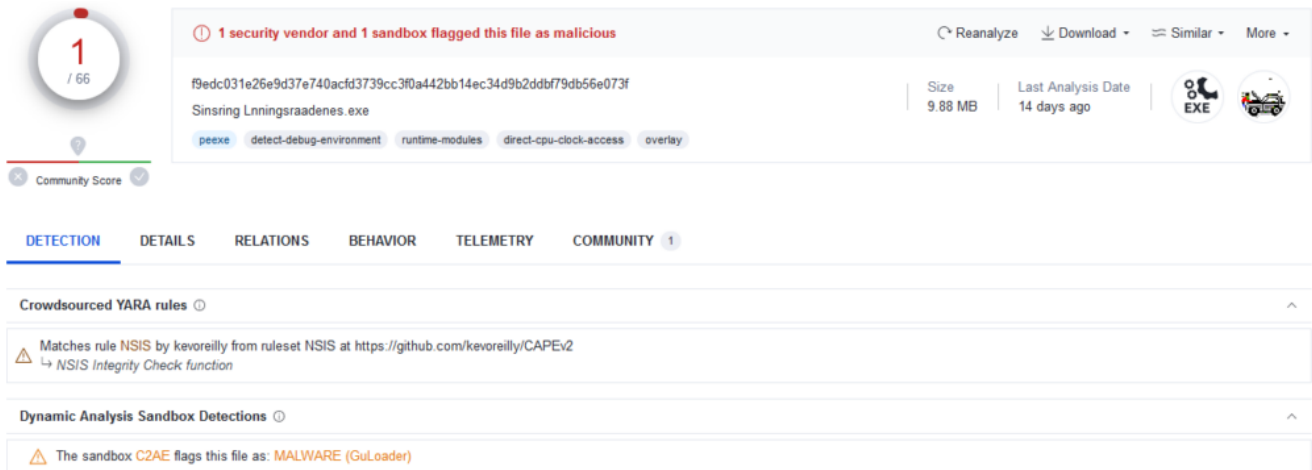 1
/ 66
Community Score
1 security vendor and 1 sandbox flagged this file as malicious
Reanalyze
Download
Similar
More
f9edc031e26e9d37e740acfd3739cc3f0a442bb14ec34d9b2ddbf79db56e073f
Sinsring Lnningsraadenes.exe
peexe detect-debug-environment runtime-modules direct-cpu-clock-access overlay
Size
9.88 MB
Last Analysis Date
14 days ago
EXE
DETECTION DETAILS RELATIONS BEHAVIOR TELEMETRY COMMUNITY 1
Crowdsourced YARA rules
Matches rule NSIS by kevoreilly from ruleset NSIS at https://github.com/kevoreilly/CAPEv2
↳ NSIS Integrity Check function
Dynamic Analysis Sandbox Detections
The sandbox C2AE flags this file as: MALWARE (GuLoader)